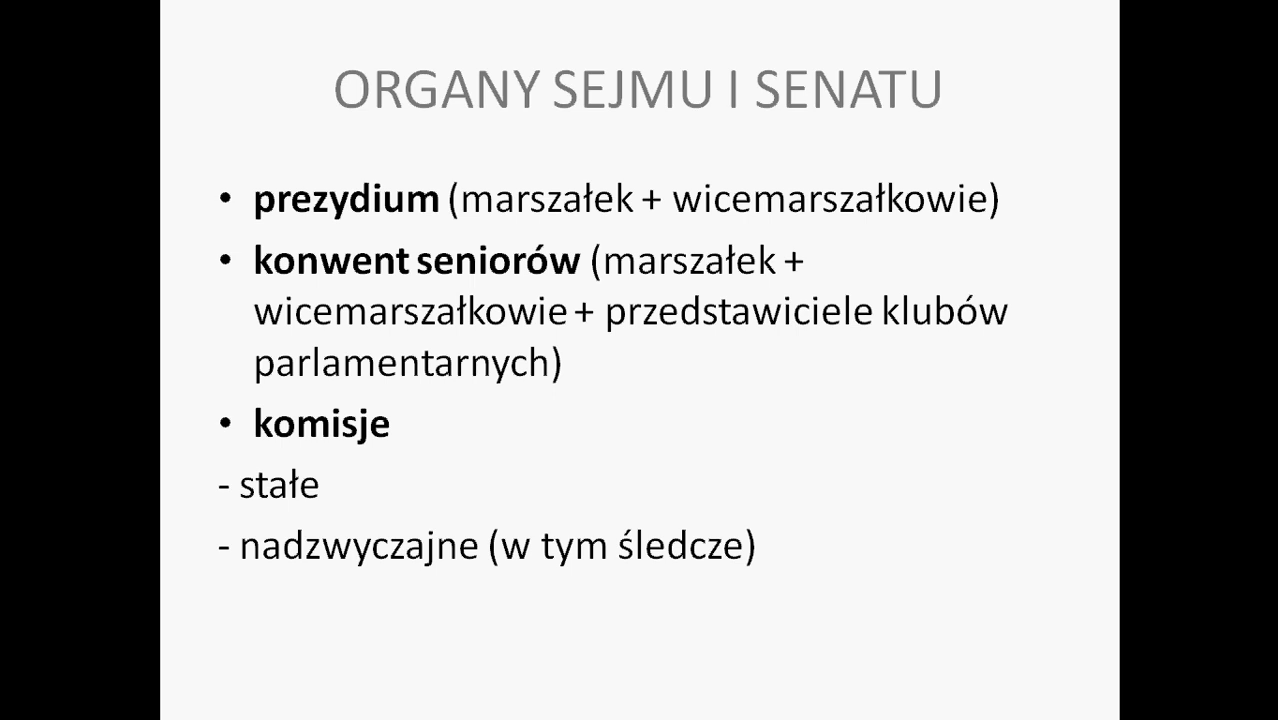 ORGANY SEJMU I SENATU
• prezydium (marszałek + wicemarszałkowie)
• konwent seniorów (marszałek +
wicemarszałkowie + przedstawiciele klubów
parlamentarnych)
• komisje
- stałe
- nadzwyczajne (w tym śledcze)